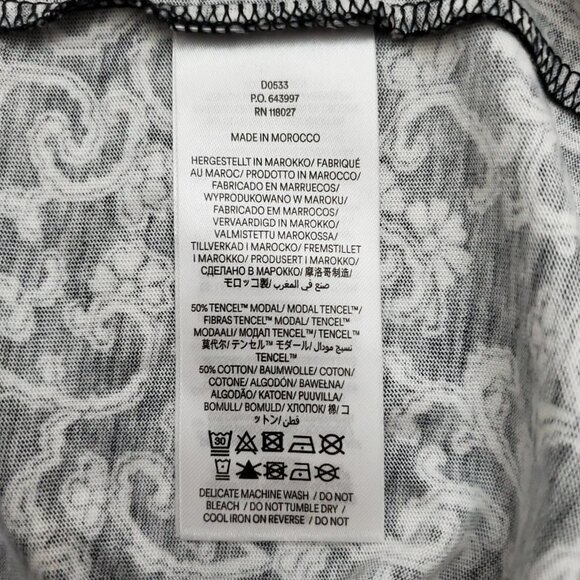 D0533
P.O. 643997
RN 118027
MADE IN MOROCCO
HERGESTELLT IN MAROKKO/ FABRIQUÉ
AU MAROC/ PRODOTTO IN MAROCCO/
FABRICADO EN MARRUECOS/
WYPRODUKOWANO W MAROKU/
FABRICADO EM MARROCOS/
VERVAARDIGD IN MAROKKO/
VALMISTETTU MAROKOSSA/
TILLVERKAD I MAROCKO/ FREMSTILLET
I MAROKKO/ PRODUSERT I MAROKKO/
СДЕЛАНО В МАРОККО/ 摩洛哥制造/
モロッコ製/ صنع في المغرب
50% TENCEL™ MODAL/ MODAL TENCEL™/
FIBRAS TENCEL™ MODAL/ TENCEL™
MODAALI/ МОДАЛ TENCEL™/ TENCEL™
莫代尔/ テンセル™ モダール/ نسيج مودال
TENCEL™
50% COTTON/ BAUMWOLLE/ COTON/
COTONE/ ALGODÓN/ BAWEŁNA/
ALGODÃO/ KATOEN/ PUUVILLA/
BOMULL/ BOMULD/ ХЛОПОК/ 棉/ コ
ットン/ قطن
30
DELICATE MACHINE WASH / DO NOT
BLEACH / DO NOT TUMBLE DRY /
COOL IRON ON REVERSE / DO NOT